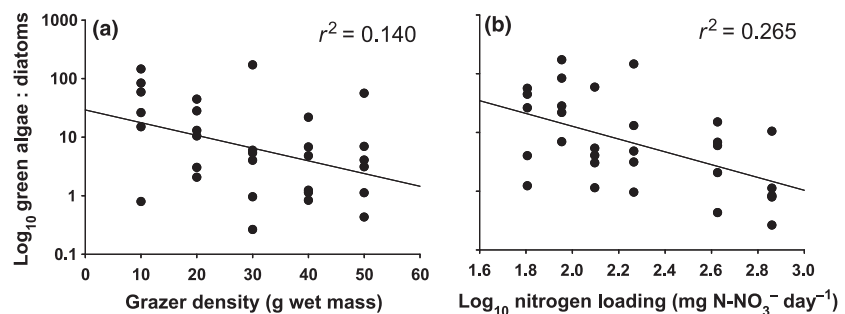 (a)
r² = 0.140
Log₁₀ green algae : diatoms
1000
100
10
1
0.1
0 10 20 30 40 50 60
Grazer density (g wet mass)
(b)
r² = 0.265
1.6 2.0 2.2 2.4 2.6 2.8 3.0
Log₁₀ nitrogen loading (mg N-NO₃⁻ day⁻¹)